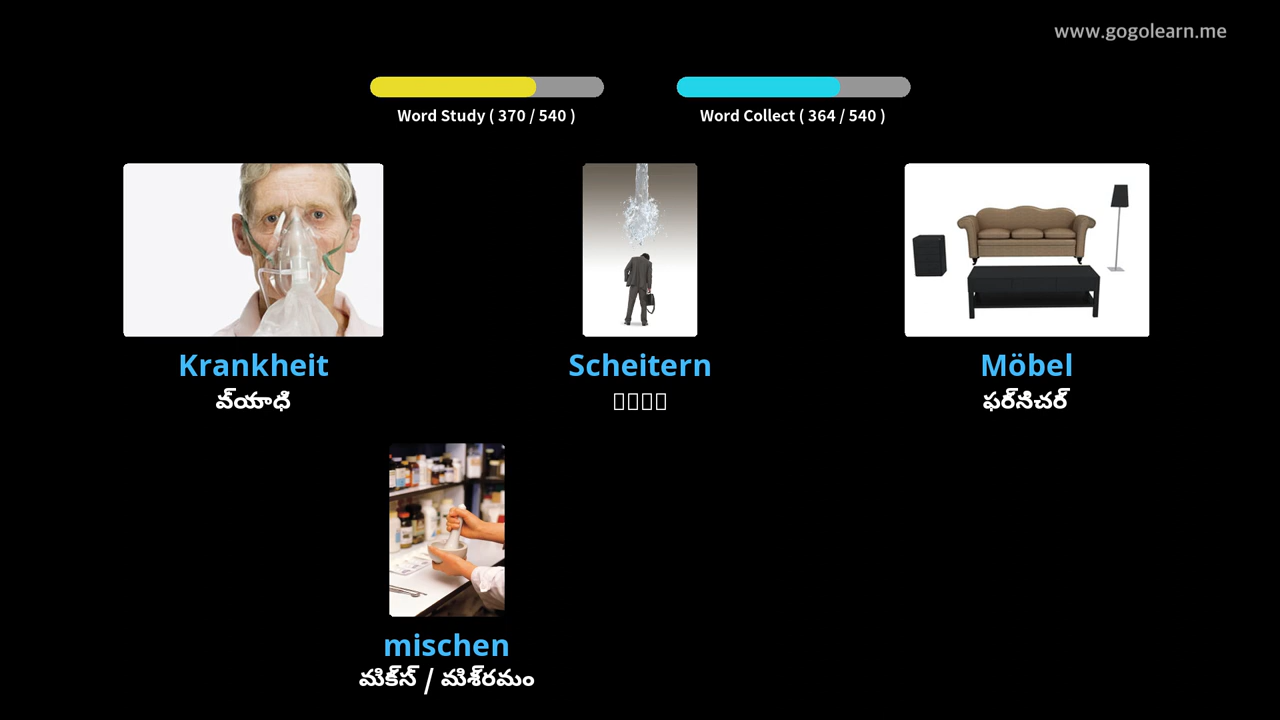 www.gogolearn.me
Word Study ( 370 / 540 )
Word Collect ( 364 / 540 )
Krankheit
Scheitern
Möbel
వ్యాధి
ఫర్నిచర్
mischen
మిక్స్ / మిశ్రమం